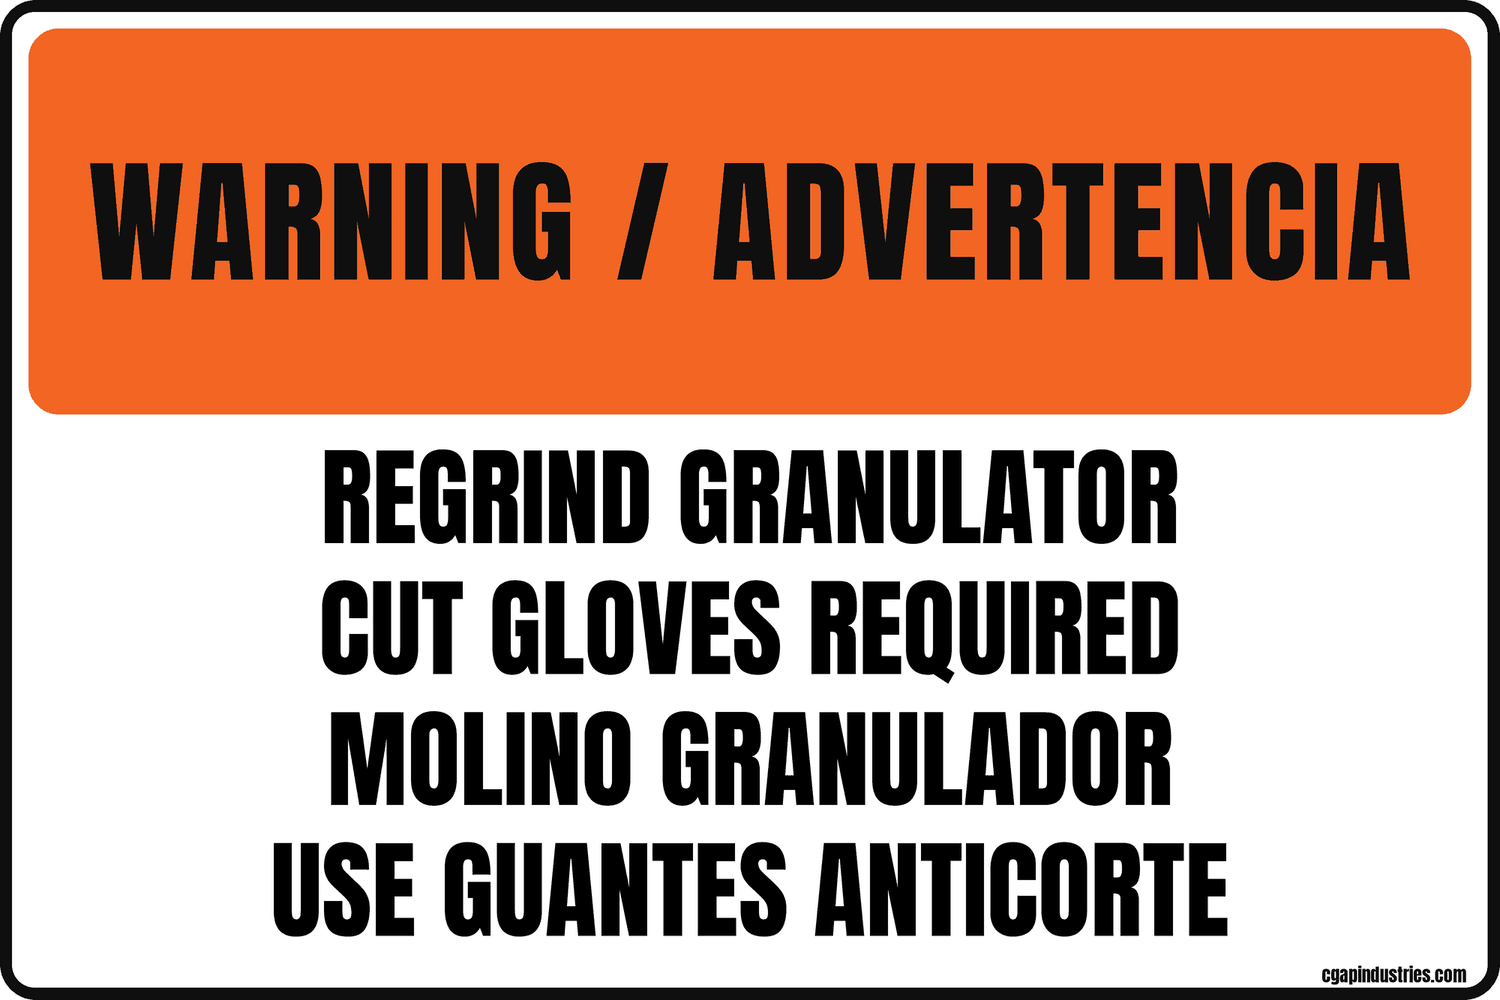 WARNING / ADVERTENCIA
REGRIND GRANULATOR
CUT GLOVES REQUIRED
MOLINO GRANULADOR
USE GUANTES ANTICORTE
cgapindustries.com